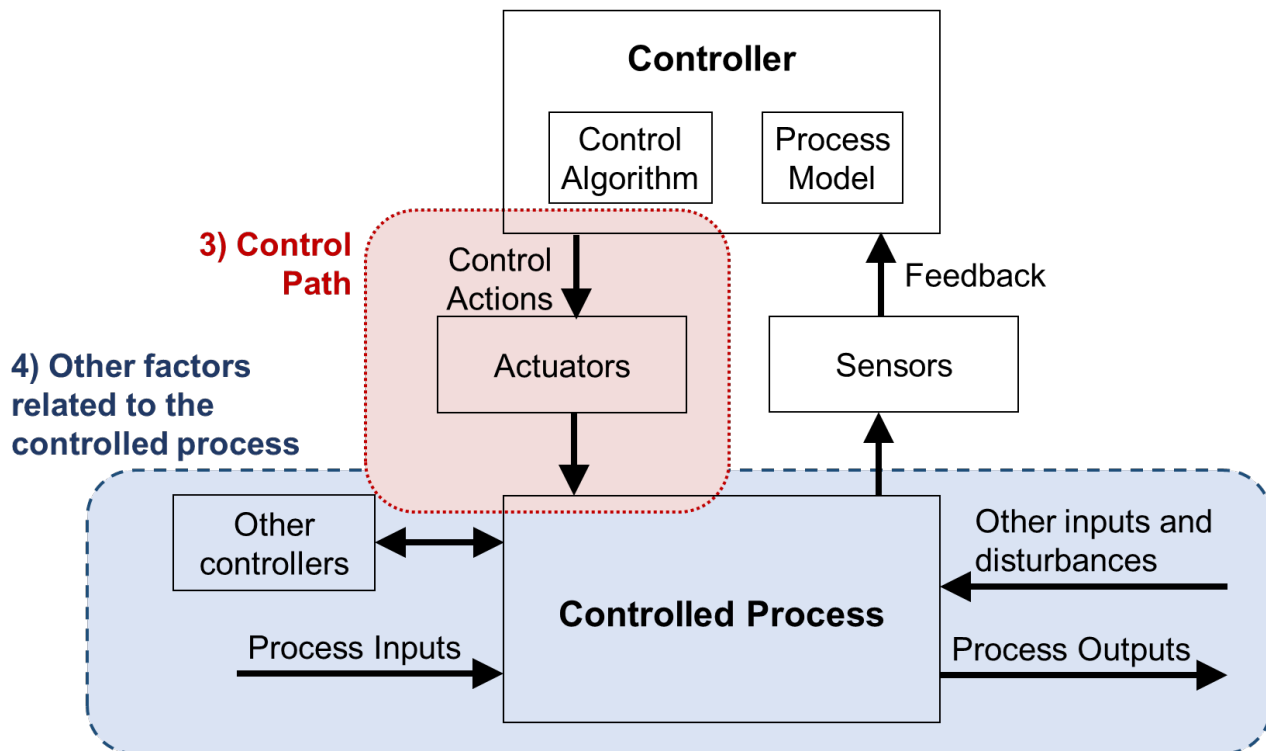 Controller
Control
Algorithm
Process
Model
3) Control
Path
Control
Actions
Feedback
Actuators
Sensors
4) Other factors
related to the
controlled process
Other
controllers
Other inputs and
disturbances
Controlled Process
Process Inputs
Process Outputs